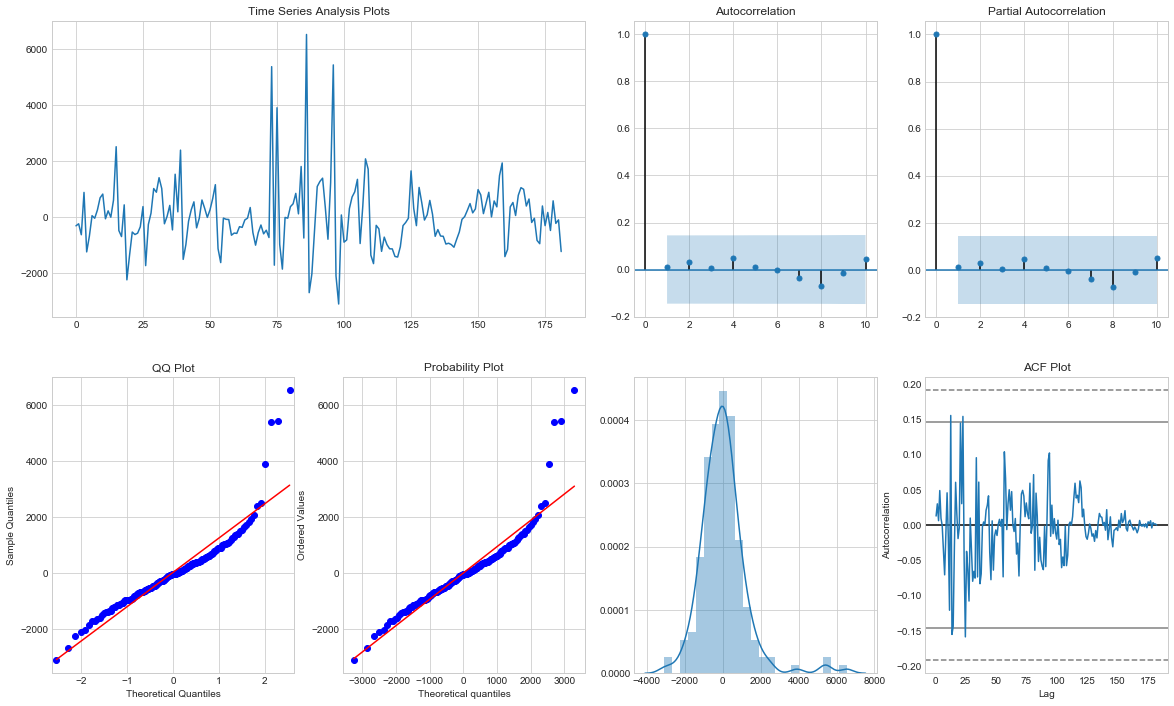 Time Series Analysis Plots
6000
4000
2000
0
−2000
0 25 50 75 100 125 150 175
Autocorrelation
1.0
0.8
0.6
0.4
0.2
0.0
−0.2
0 2 4 6 8 10
Partial Autocorrelation
1.0
0.8
0.6
0.4
0.2
0.0
−0.2
0 2 4 6 8 10
QQ Plot
Sample Quantiles
6000
4000
2000
0
−2000
−2 −1 0 1 2
Theoretical Quantiles
Probability Plot
Ordered Values
6000
4000
2000
0
−2000
−3000 −2000 −1000 0 1000 2000 3000
Theoretical quantiles
0.0004
0.0003
0.0002
0.0001
0.0000
−4000 −2000 0 2000 4000 6000 8000
ACF Plot
Autocorrelation
0.20
0.15
0.10
0.05
0.00
−0.05
−0.10
−0.15
−0.20
0 25 50 75 100 125 150 175
Lag